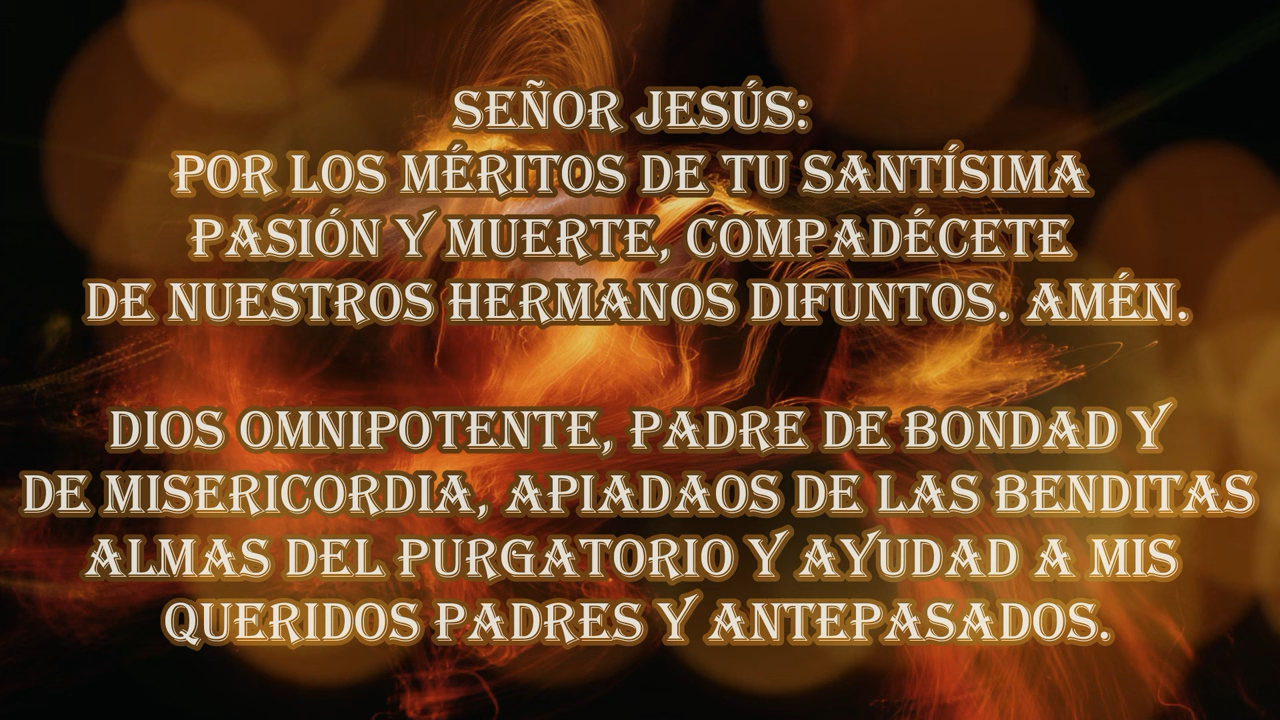 SEÑOR JESÚS:
POR LOS MÉRITOS DE TU SANTÍSIMA
PASIÓN Y MUERTE, COMPADÉCETE
DE NUESTROS HERMANOS DIFUNTOS. AMÉN.
DIOS OMNIPOTENTE, PADRE DE BONDAD Y
DE MISERICORDIA, APIADAOS DE LAS BENDITAS
ALMAS DEL PURGATORIO Y AYUDAD A MIS
QUERIDOS PADRES Y ANTEPASADOS.